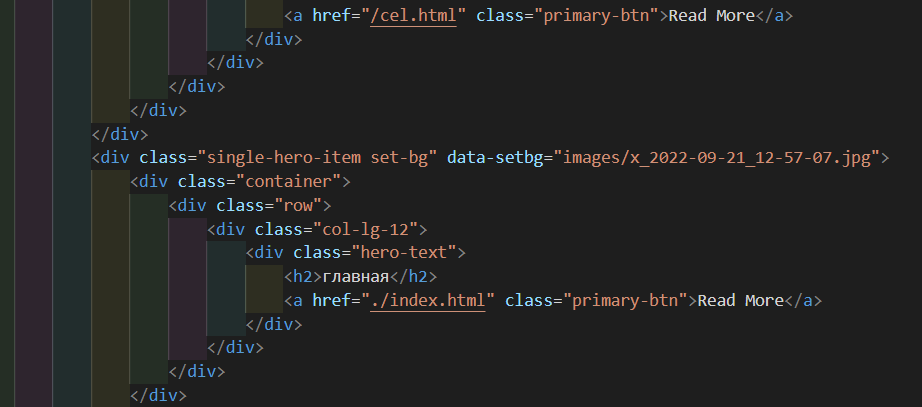 <a href="/cel.html" class="primary-btn">Read More</a>
</div>
</div>
</div>
</div>
</div>
<div class="single-hero-item set-bg" data-setbg="images/x_2022-09-21_12-57-07.jpg">
<div class="container">
<div class="row">
<div class="col-lg-12">
<div class="hero-text">
<h2>главная</h2>
<a href="./index.html" class="primary-btn">Read More</a>
</div>
</div>
</div>
</div>